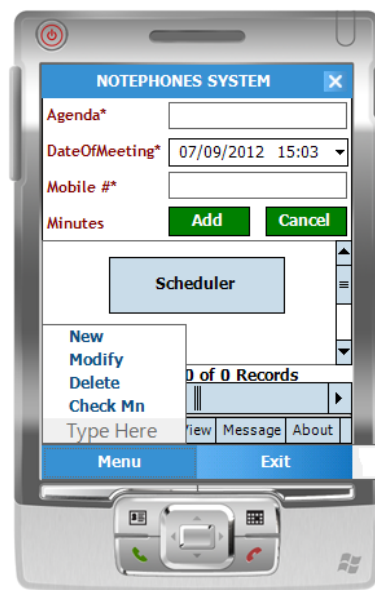 NOTEPHONES SYSTEM
Agenda*
DateOfMeeting* 07/09/2012 15:03
Mobile #*
Minutes Add Cancel
Scheduler
New
Modify
Delete 0 of 0 Records
Check Mn
Type Here View Message About
Menu Exit